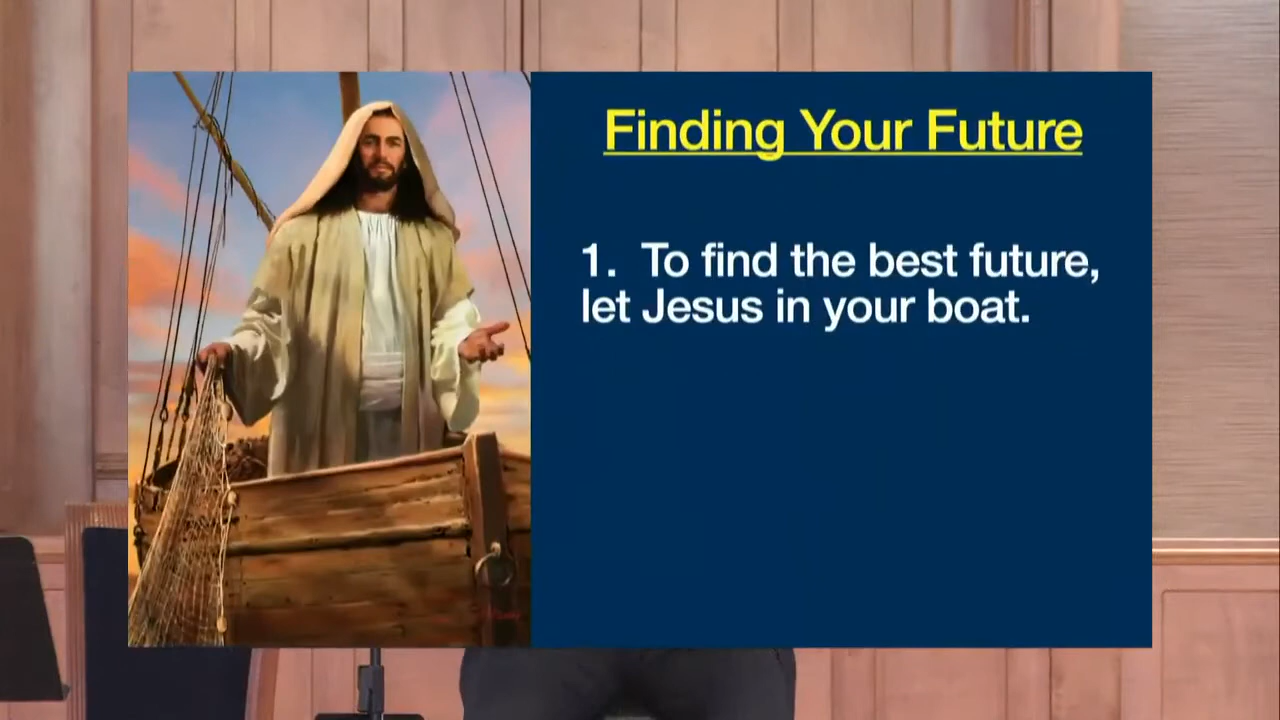 Finding Your Future
1. To find the best future,
let Jesus in your boat.